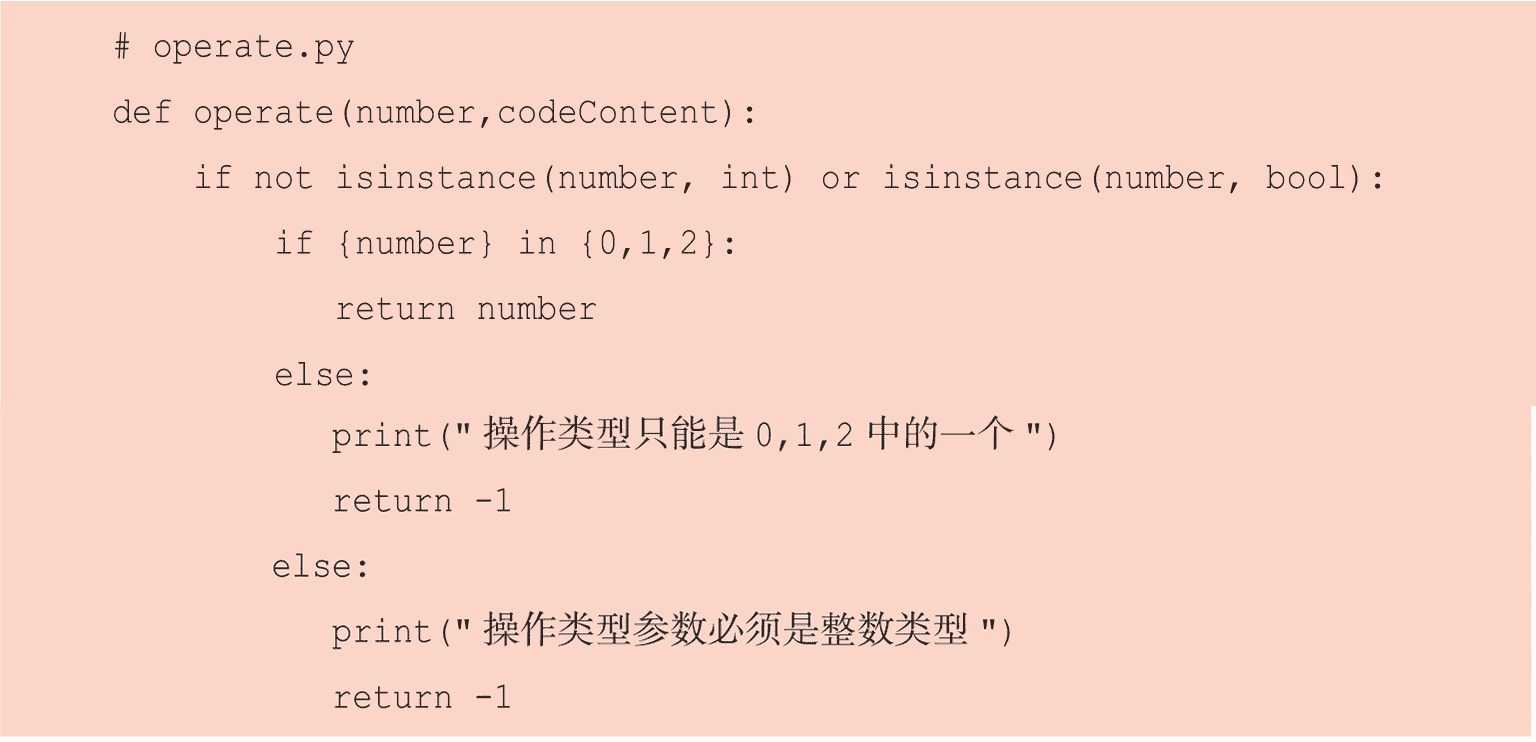 # operate.py
def operate(number,codeContent):
    if not isinstance(number, int) or isinstance(number, bool):
        if {number} in {0,1,2}:
           return number
        else:
           print(" 操作类型只能是 0,1,2 中的一个 ")
           return -1
        else:
           print(" 操作类型参数必须是整数类型 ")
           return -1